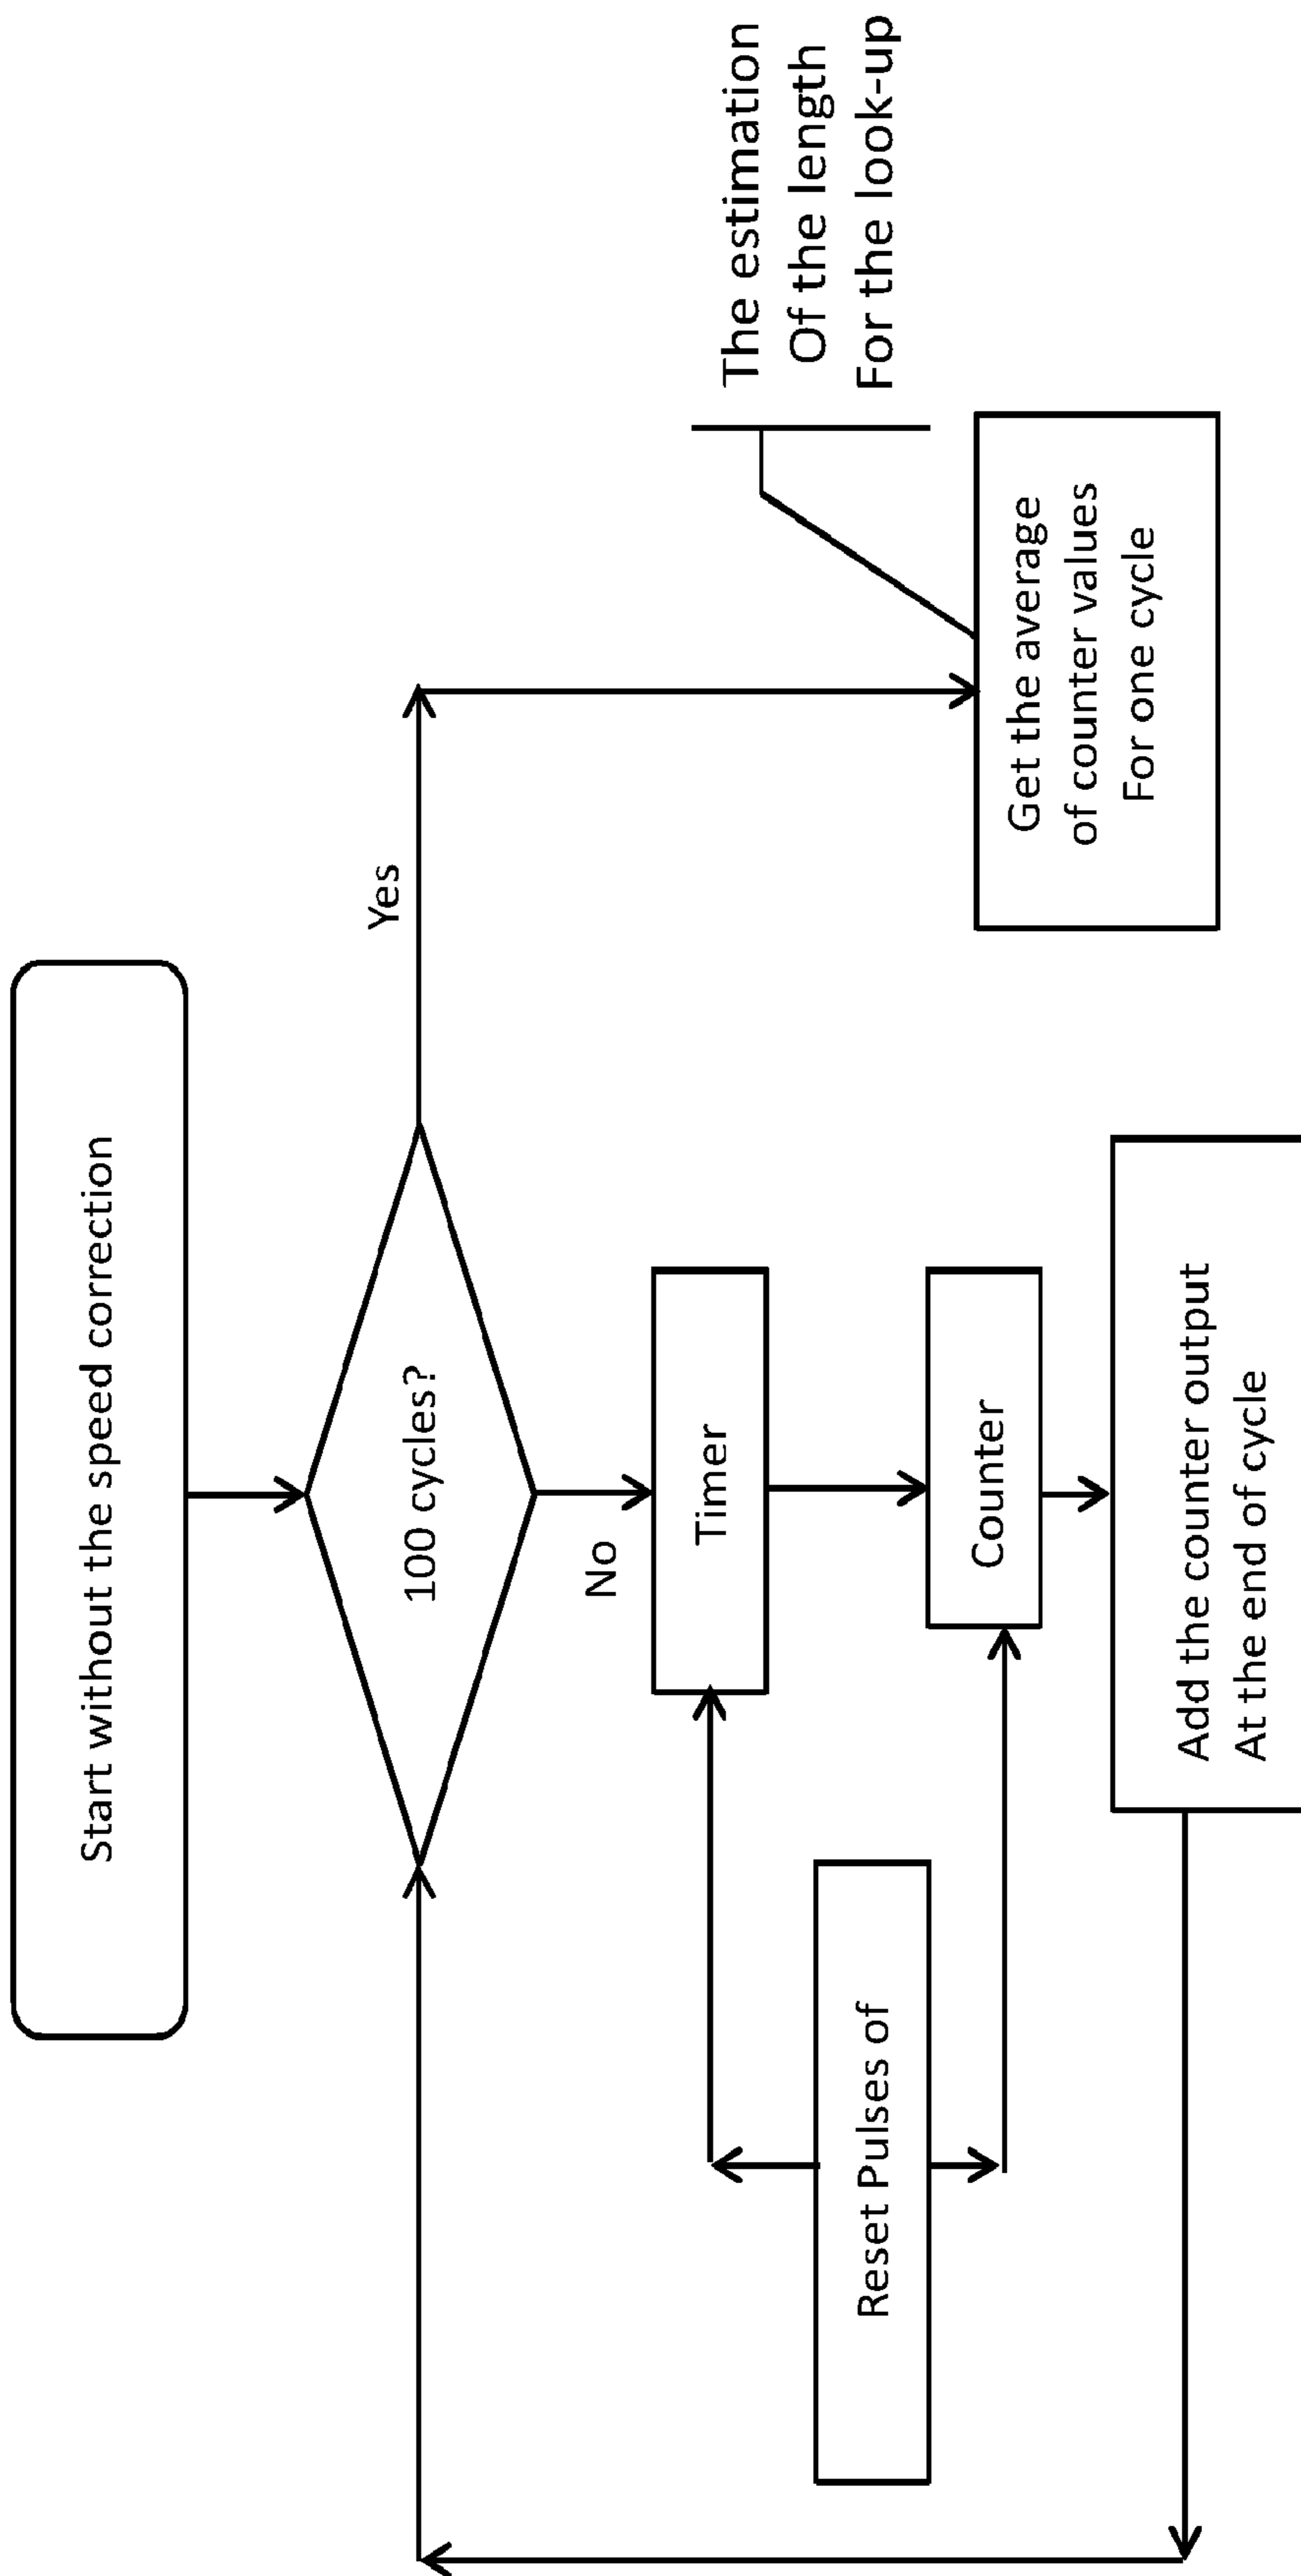 Start without the speed correction
100 cycles?
Yes
No
Timer
The estimation
Of the length
For the look-up
Reset Pulses of
Counter
Get the average
of counter values
For one cycle
Add the counter output
At the end of cycle